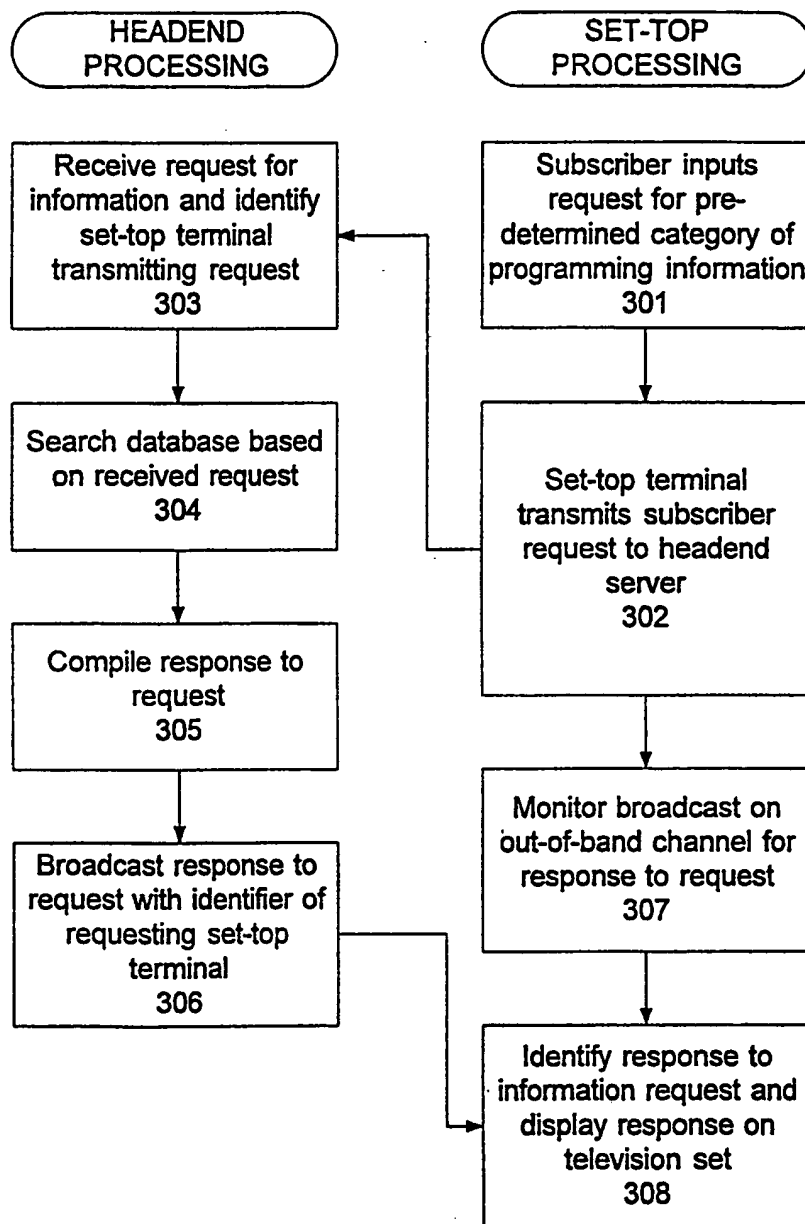 HEADEND
PROCESSING
Receive request for
information and identify
set-top terminal
transmitting request
303
Search database based
on received request
304
Compile response to
request
305
Broadcast response to
request with identifier of
requesting set-top
terminal
306
SET-TOP
PROCESSING
Subscriber inputs
request for pre-
determined category of
programming information
301
Set-top terminal
transmits subscriber
request to headend
server
302
Monitor broadcast on
out-of-band channel for
response to request
307
Identify response to
information request and
display response on
television set
308